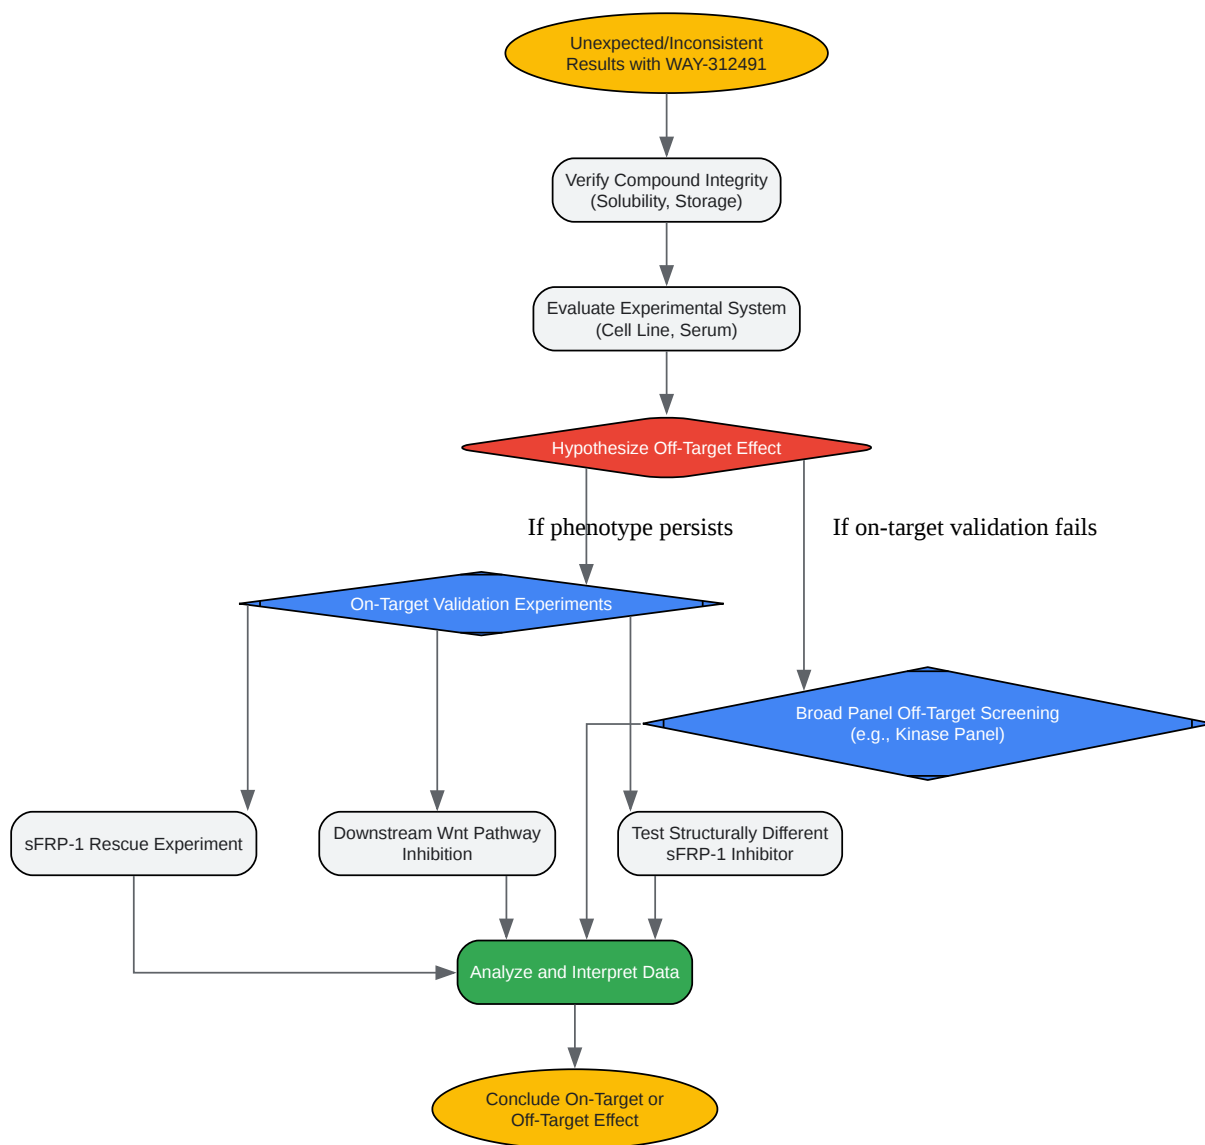 Unexpected/Inconsistent
Results with WAY-312491
Verify Compound Integrity
(Solubility, Storage)
Evaluate Experimental System
(Cell Line, Serum)
Hypothesize Off-Target Effect
If phenotype persists
If on-target validation fails
On-Target Validation Experiments
Broad Panel Off-Target Screening
(e.g., Kinase Panel)
sFRP-1 Rescue Experiment
Downstream Wnt Pathway
Inhibition
Test Structurally Different
sFRP-1 Inhibitor
Analyze and Interpret Data
Conclude On-Target or
Off-Target Effect